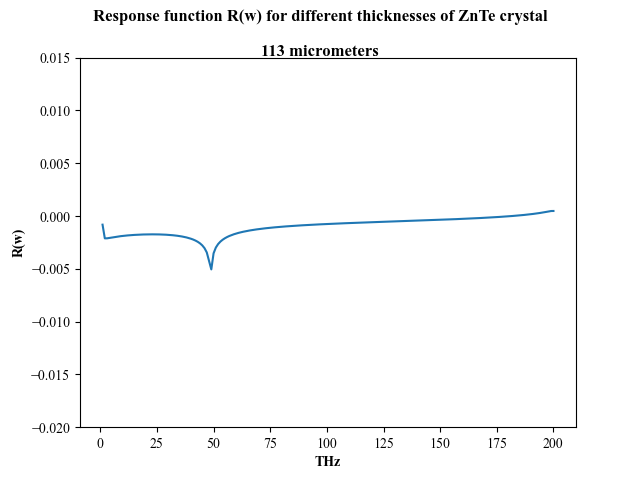 Response function R(w) for different thicknesses of ZnTe crystal
113 micrometers
0.015
0.010
0.005
0.000
−0.005
−0.010
−0.015
−0.020
R(w)
0 25 50 75 100 125 150 175 200
THz